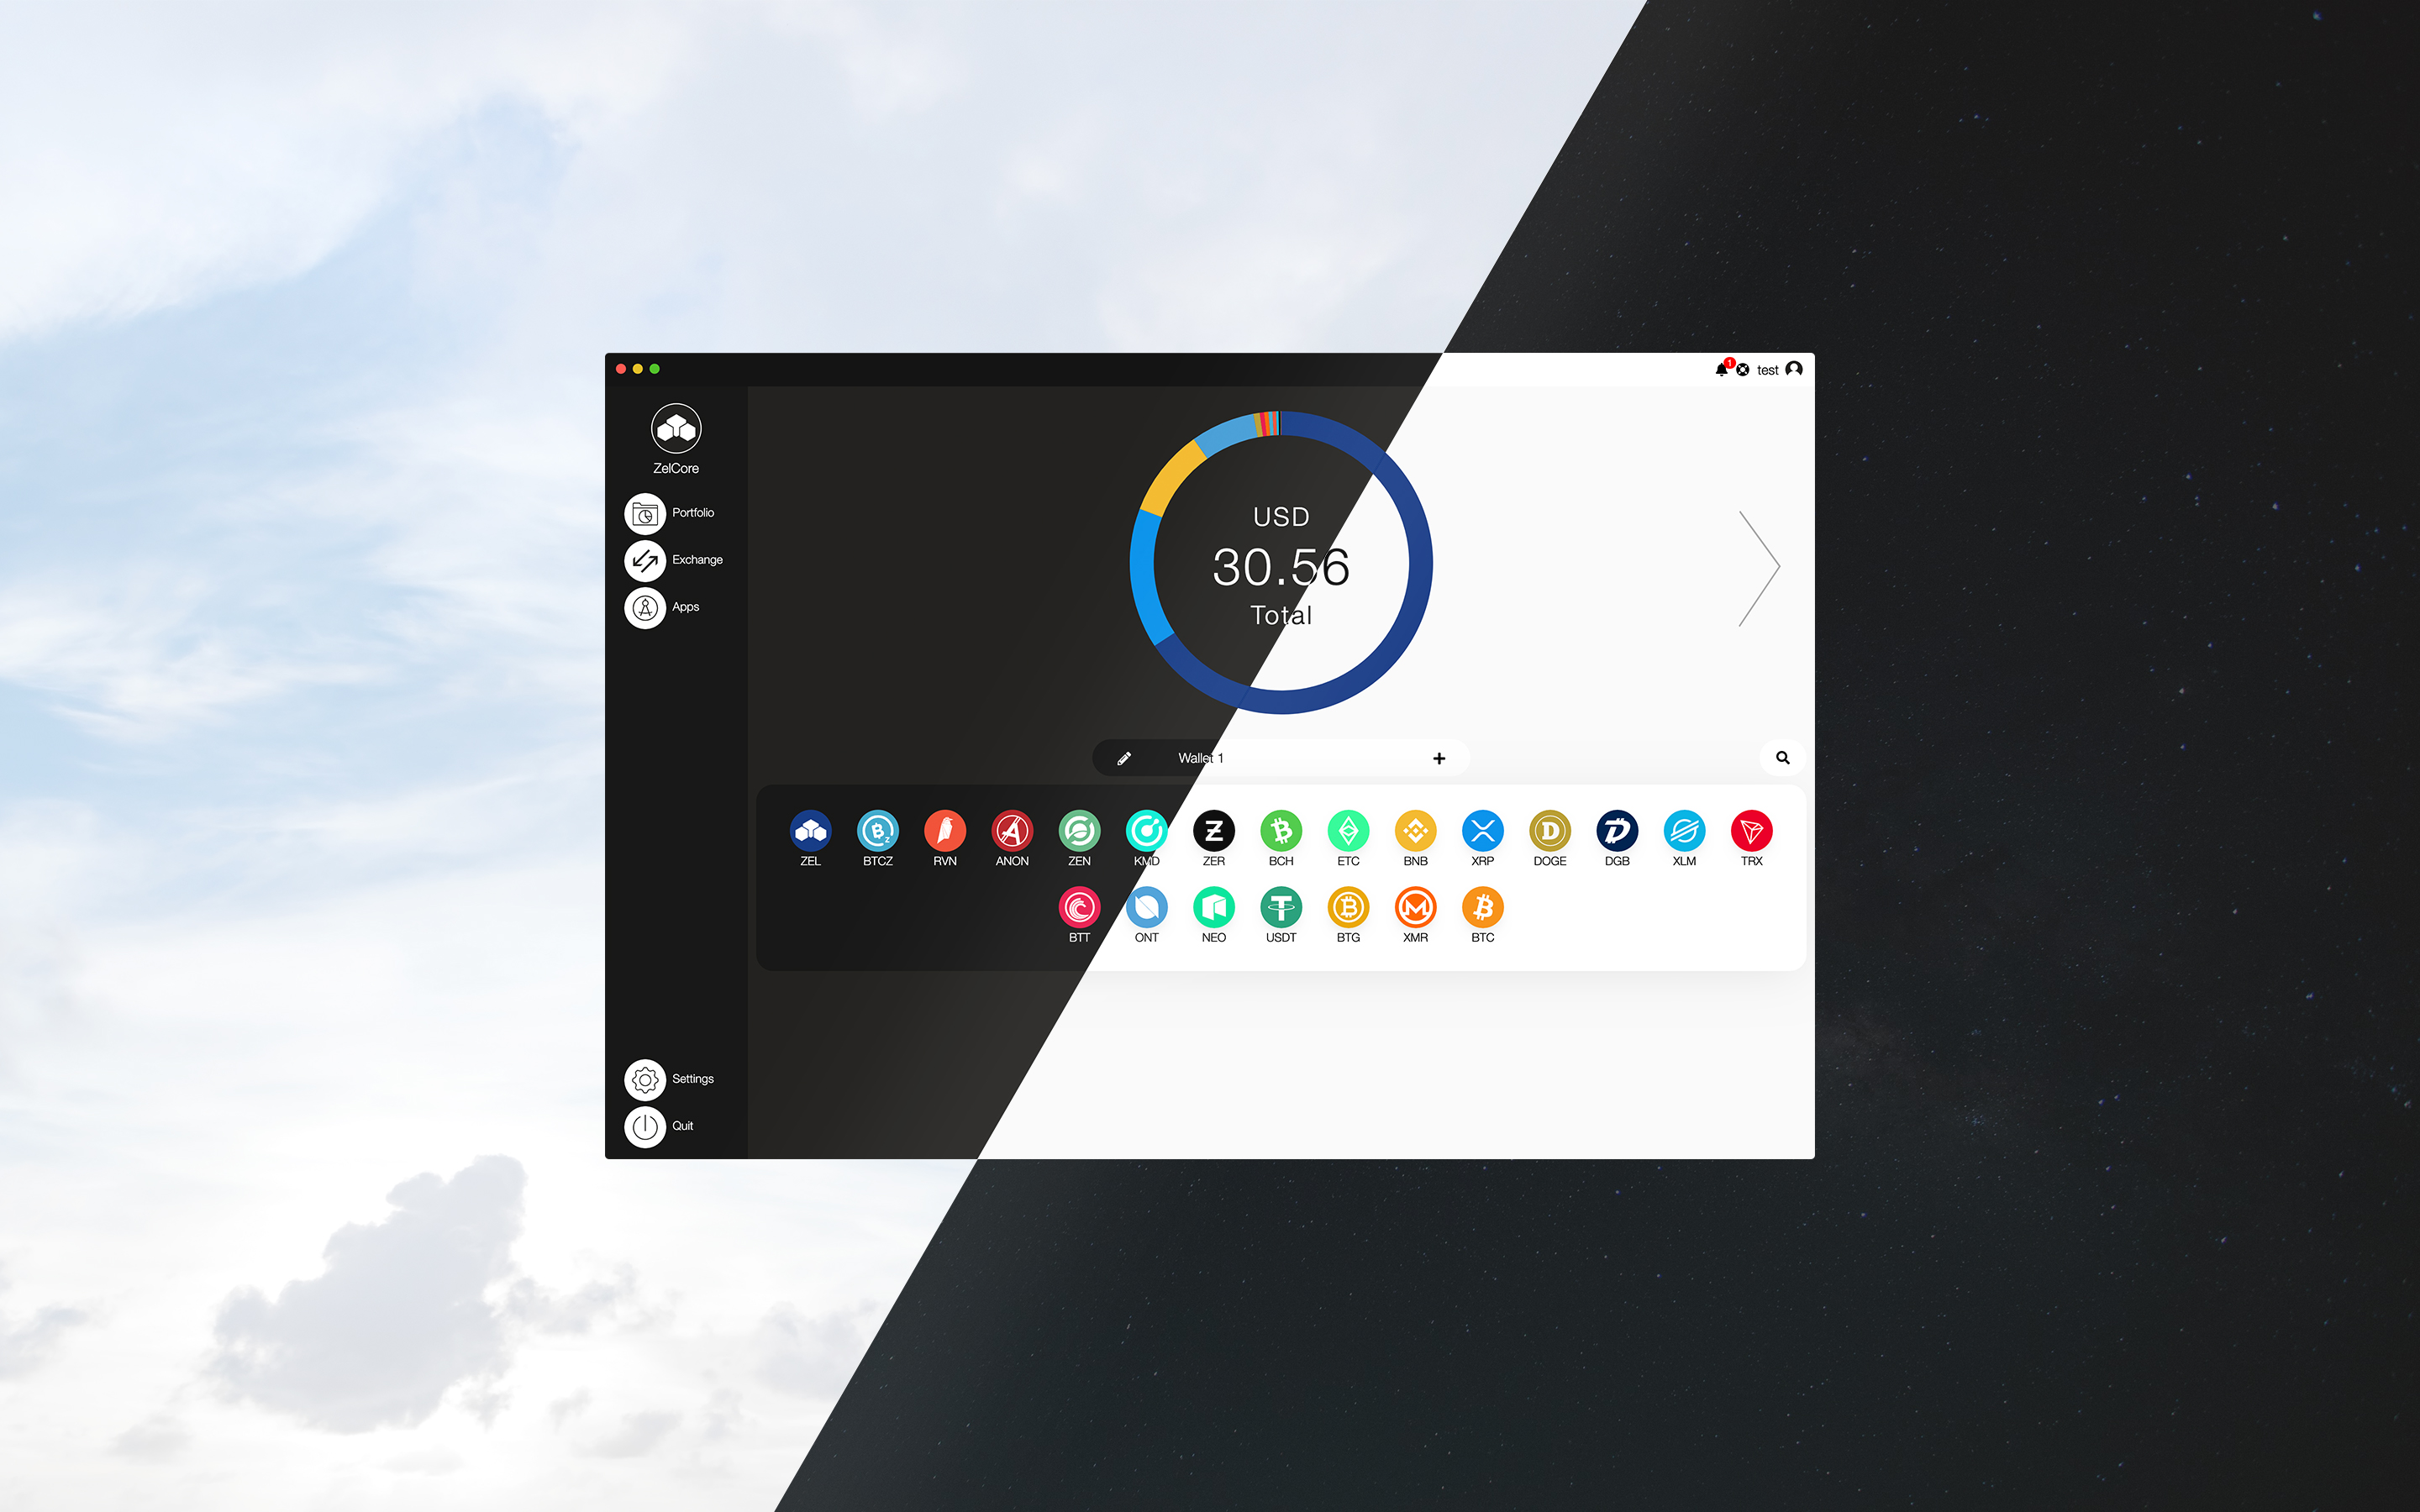 1
test
ZelCore
Portfolio
Exchange
Apps
USD
30.56
Total
Wallet 1
ZEL BTCZ RVN ANON ZEN KMD ZER BCH ETC BNB XRP DOGE DGB XLM TRX
BTT ONT NEO USDT BTG XMR BTC
Settings
Quit